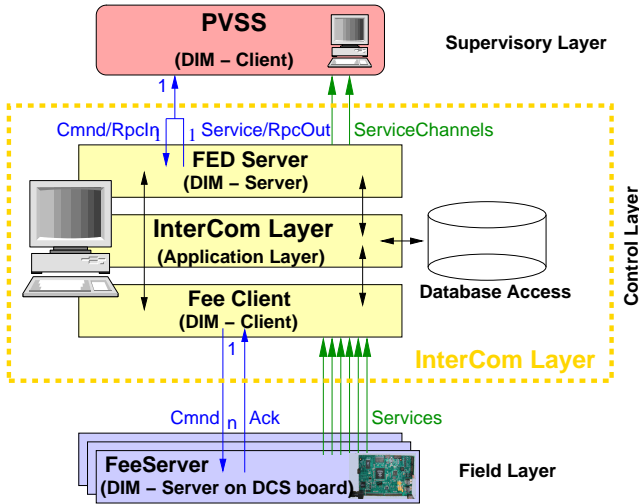 PVSS
(DIM – Client)
Supervisory Layer
1
Cmnd/RpcIn
1
1
Service/RpcOut
ServiceChannels
FED Server
(DIM – Server)
InterCom Layer
(Application Layer)
Database Access
Control Layer
Fee Client
(DIM – Client)
1
InterCom Layer
Cmnd
n
Ack
Services
FeeServer
(DIM – Server on DCS board)
Field Layer